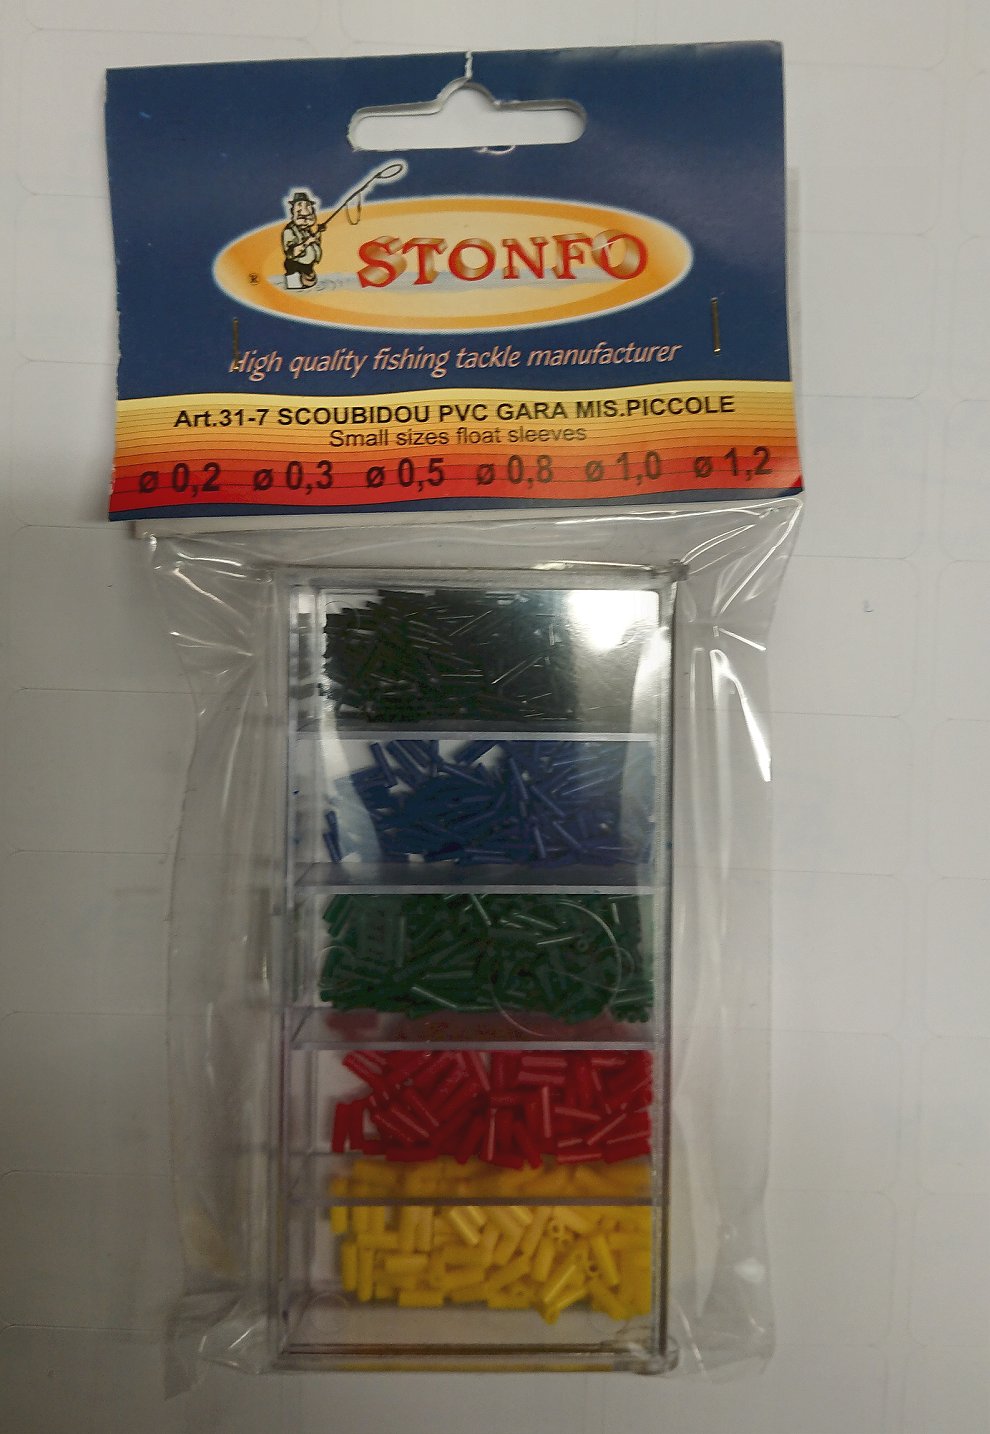 STONFO
®
High quality fishing tackle manufacturer
Art.31-7 SCOUBIDOU PVC GARA MIS.PICCOLE
Small sizes float sleeves
ø 0,2 ø 0,3 ø 0,5 ø 0,8 ø 1,0 ø 1,2